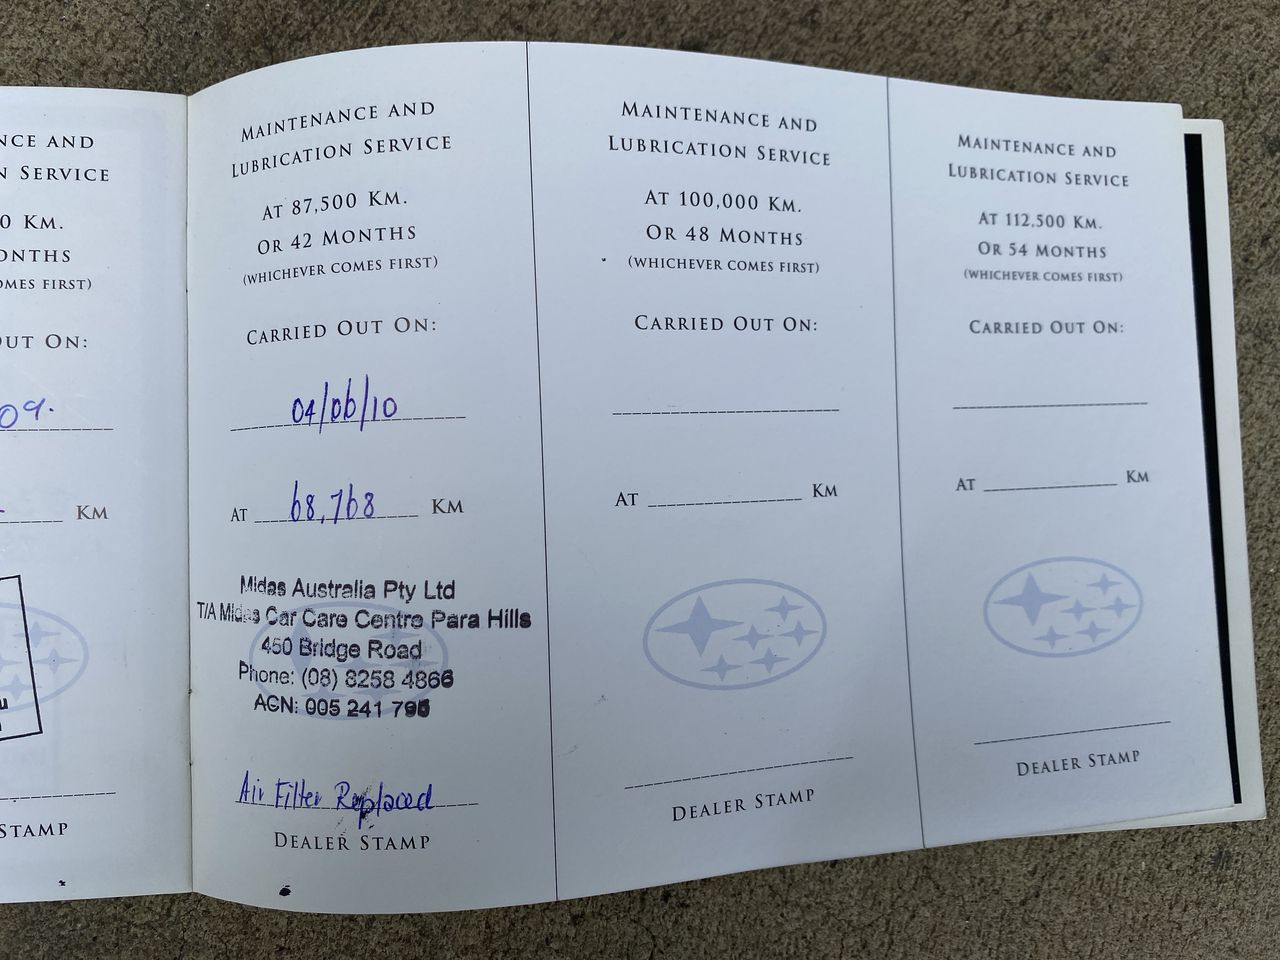 NCE AND
N SERVICE
0 KM.
ONTHS
OMES FIRST)
OUT ON:
09.
KM
STAMP
MAINTENANCE AND
LUBRICATION SERVICE
AT 87,500 KM.
OR 42 MONTHS
(WHICHEVER COMES FIRST)
CARRIED OUT ON:
04/06/10
AT 68,768 KM
Midas Australia Pty Ltd
T/A Midas Car Care Centre Para Hills
450 Bridge Road
Phone: (08) 8258 4866
ACN: 005 241 795
Air Filter Replaced
DEALER STAMP
MAINTENANCE AND
LUBRICATION SERVICE
AT 100,000 KM.
OR 48 MONTHS
(WHICHEVER COMES FIRST)
CARRIED OUT ON:
AT KM
DEALER STAMP
MAINTENANCE AND
LUBRICATION SERVICE
AT 112,500 KM.
OR 54 MONTHS
(WHICHEVER COMES FIRST)
CARRIED OUT ON:
AT KM
DEALER STAMP